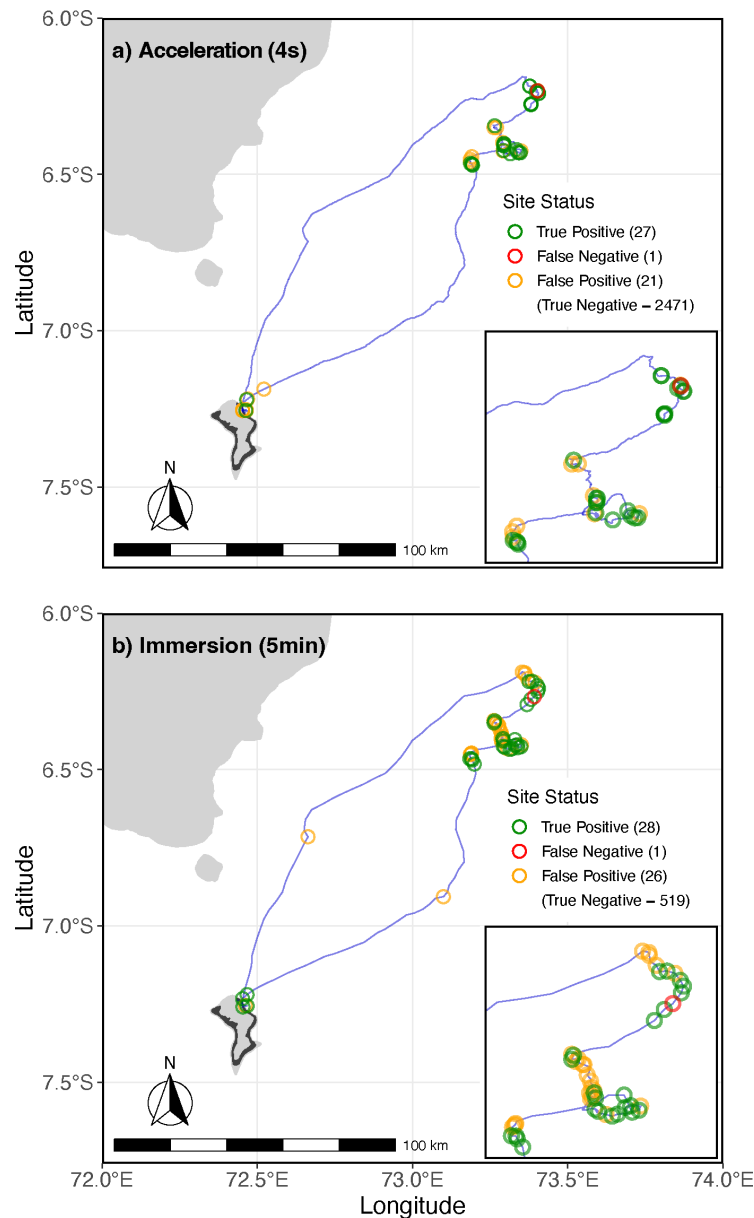 6.0°S
a) Acceleration (4s)
6.5°S
Site Status
True Positive (27)
False Negative (1)
False Positive (21)
(True Negative – 2471)
Latitude
7.0°S
N
7.5°S
100 km
6.0°S
b) Immersion (5min)
6.5°S
Site Status
True Positive (28)
False Negative (1)
False Positive (26)
(True Negative – 519)
Latitude
7.0°S
N
7.5°S
100 km
72.0°E 72.5°E 73.0°E 73.5°E 74.0°E
Longitude